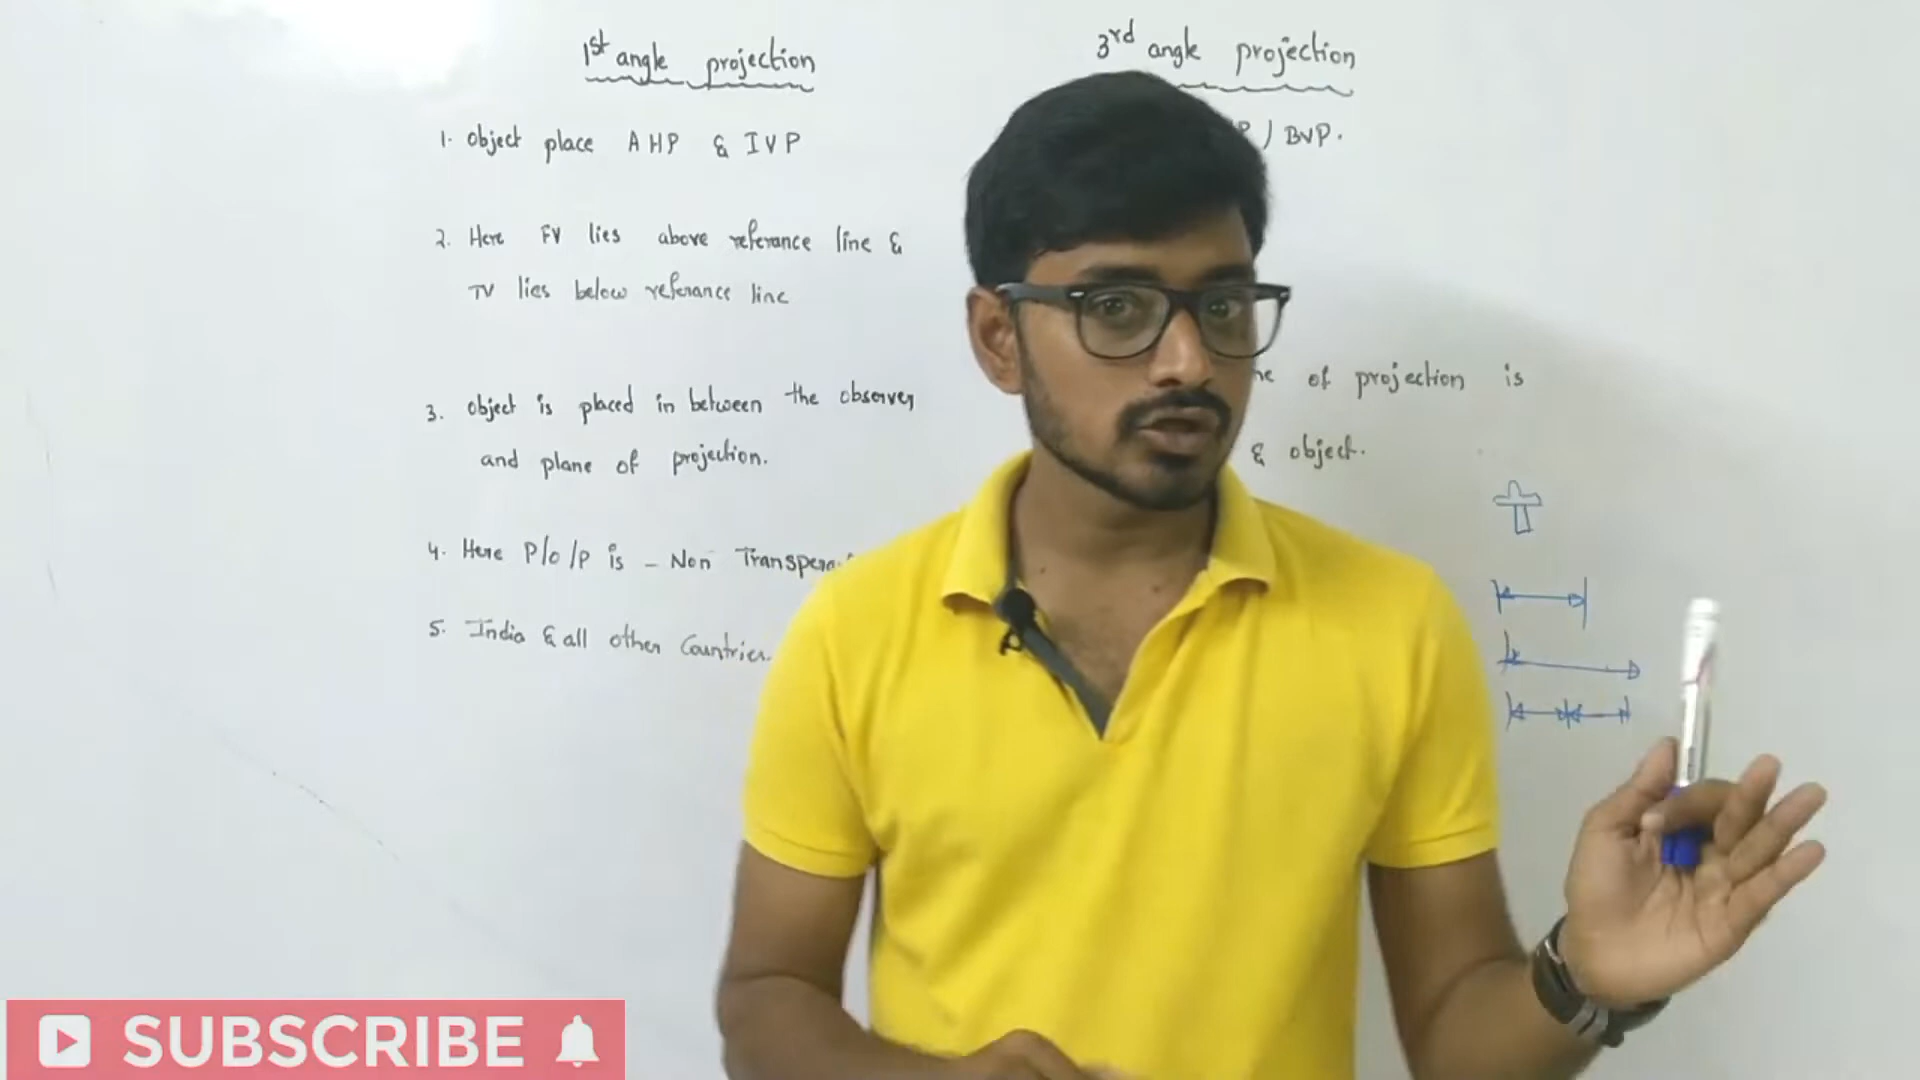 1st angle projection
1. Object place AHP & IVP
2. Here FV lies above referance line &
TV lies below referance line
3. object is placed in between the observer
and plane of projection.
4. Here P/o/P is - Non
5. India & all other Countries.
3rd angle projection
/ BVP.
of projection is
& object.
SUBSCRIBE